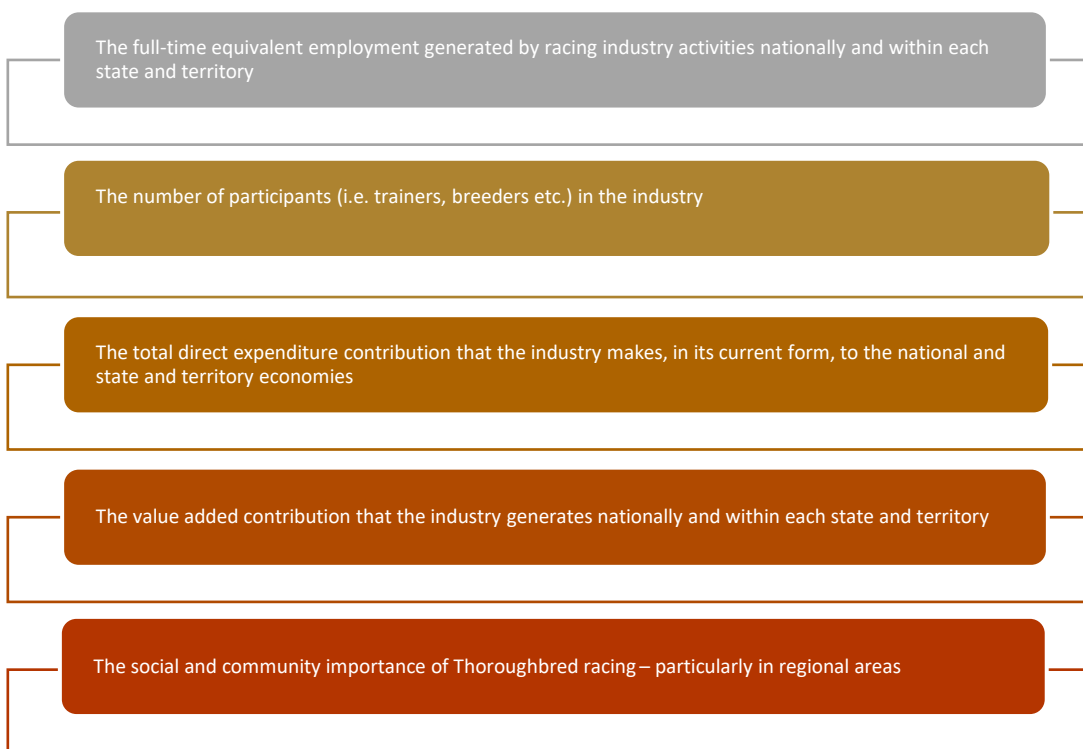 The full-time equivalent employment generated by racing industry activities nationally and within each
state and territory
The number of participants (i.e. trainers, breeders etc.) in the industry
The total direct expenditure contribution that the industry makes, in its current form, to the national and
state and territory economies
The value added contribution that the industry generates nationally and within each state and territory
The social and community importance of Thoroughbred racing – particularly in regional areas